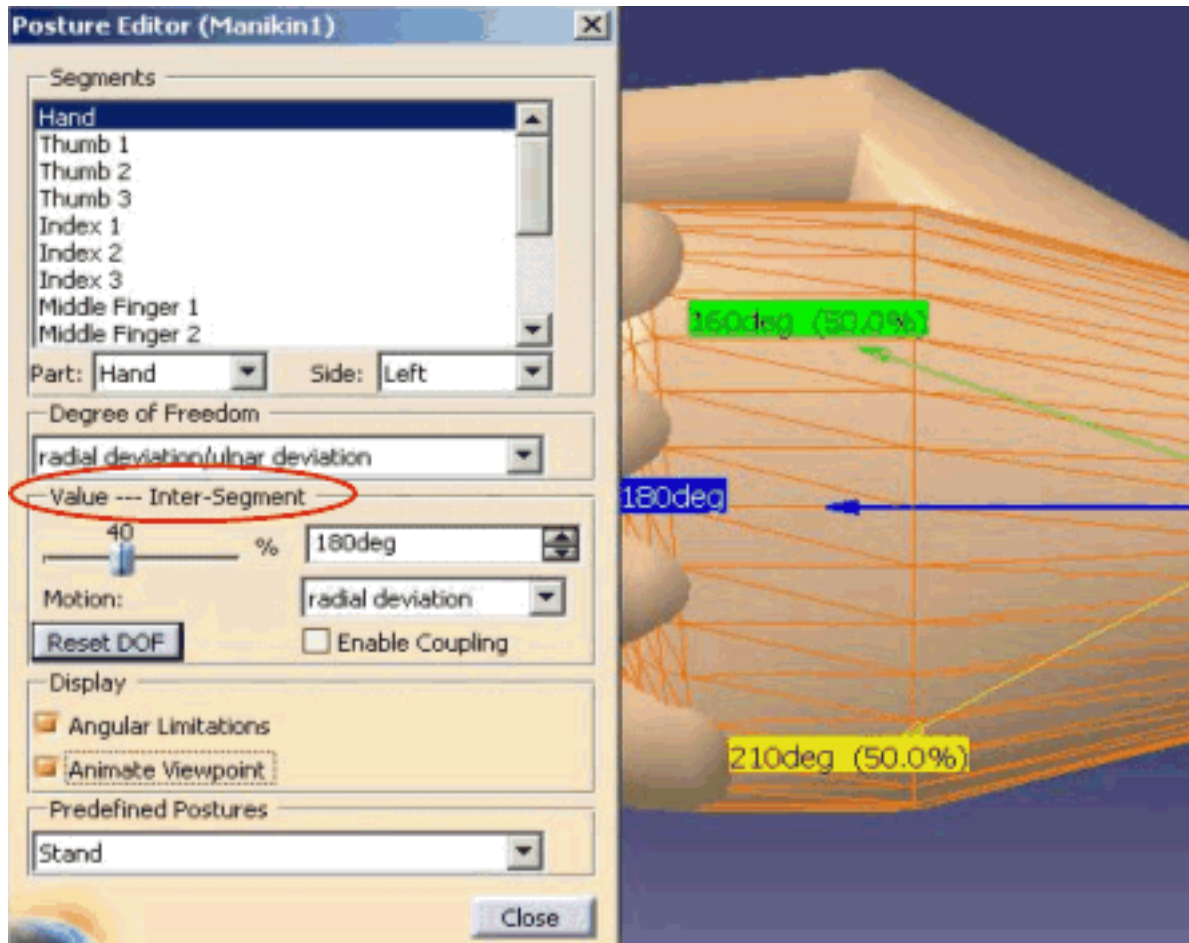 Posture Editor (Manikin1)
Segments
Hand
Thumb 1
Thumb 2
Thumb 3
Index 1
Index 2
Index 3
Middle Finger 1
Middle Finger 2
Part: Hand Side: Left
Degree of Freedom
radial deviation/ulnar deviation
Value --- Inter-Segment
40
% 180deg
Motion: radial deviation
Reset DOF Enable Coupling
Display
Angular Limitations
Animate Viewpoint
Predefined Postures
Stand
Close
160deg (50.0%)
180deg
210deg (50.0%)